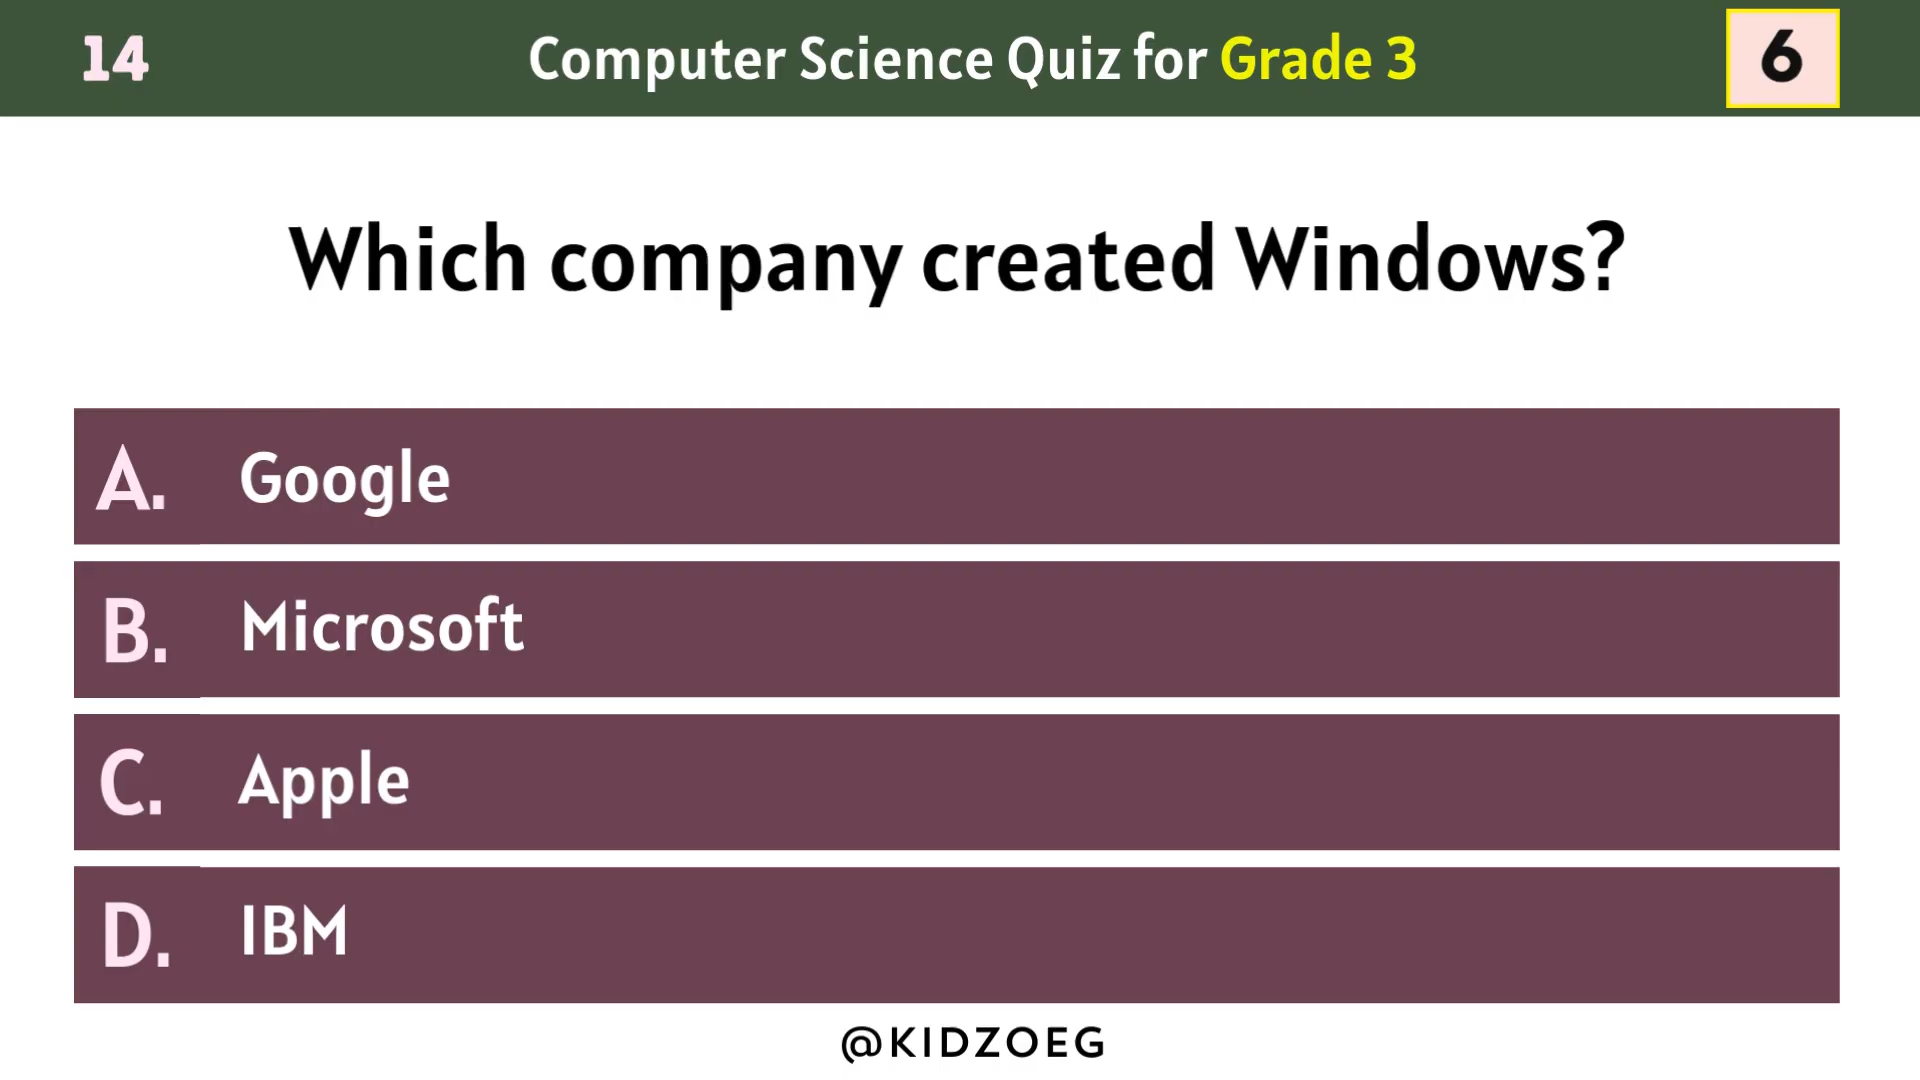 14 Computer Science Quiz for Grade 3 6
Which company created Windows?
A. Google
B. Microsoft
C. Apple
D. IBM
@KIDZOEG